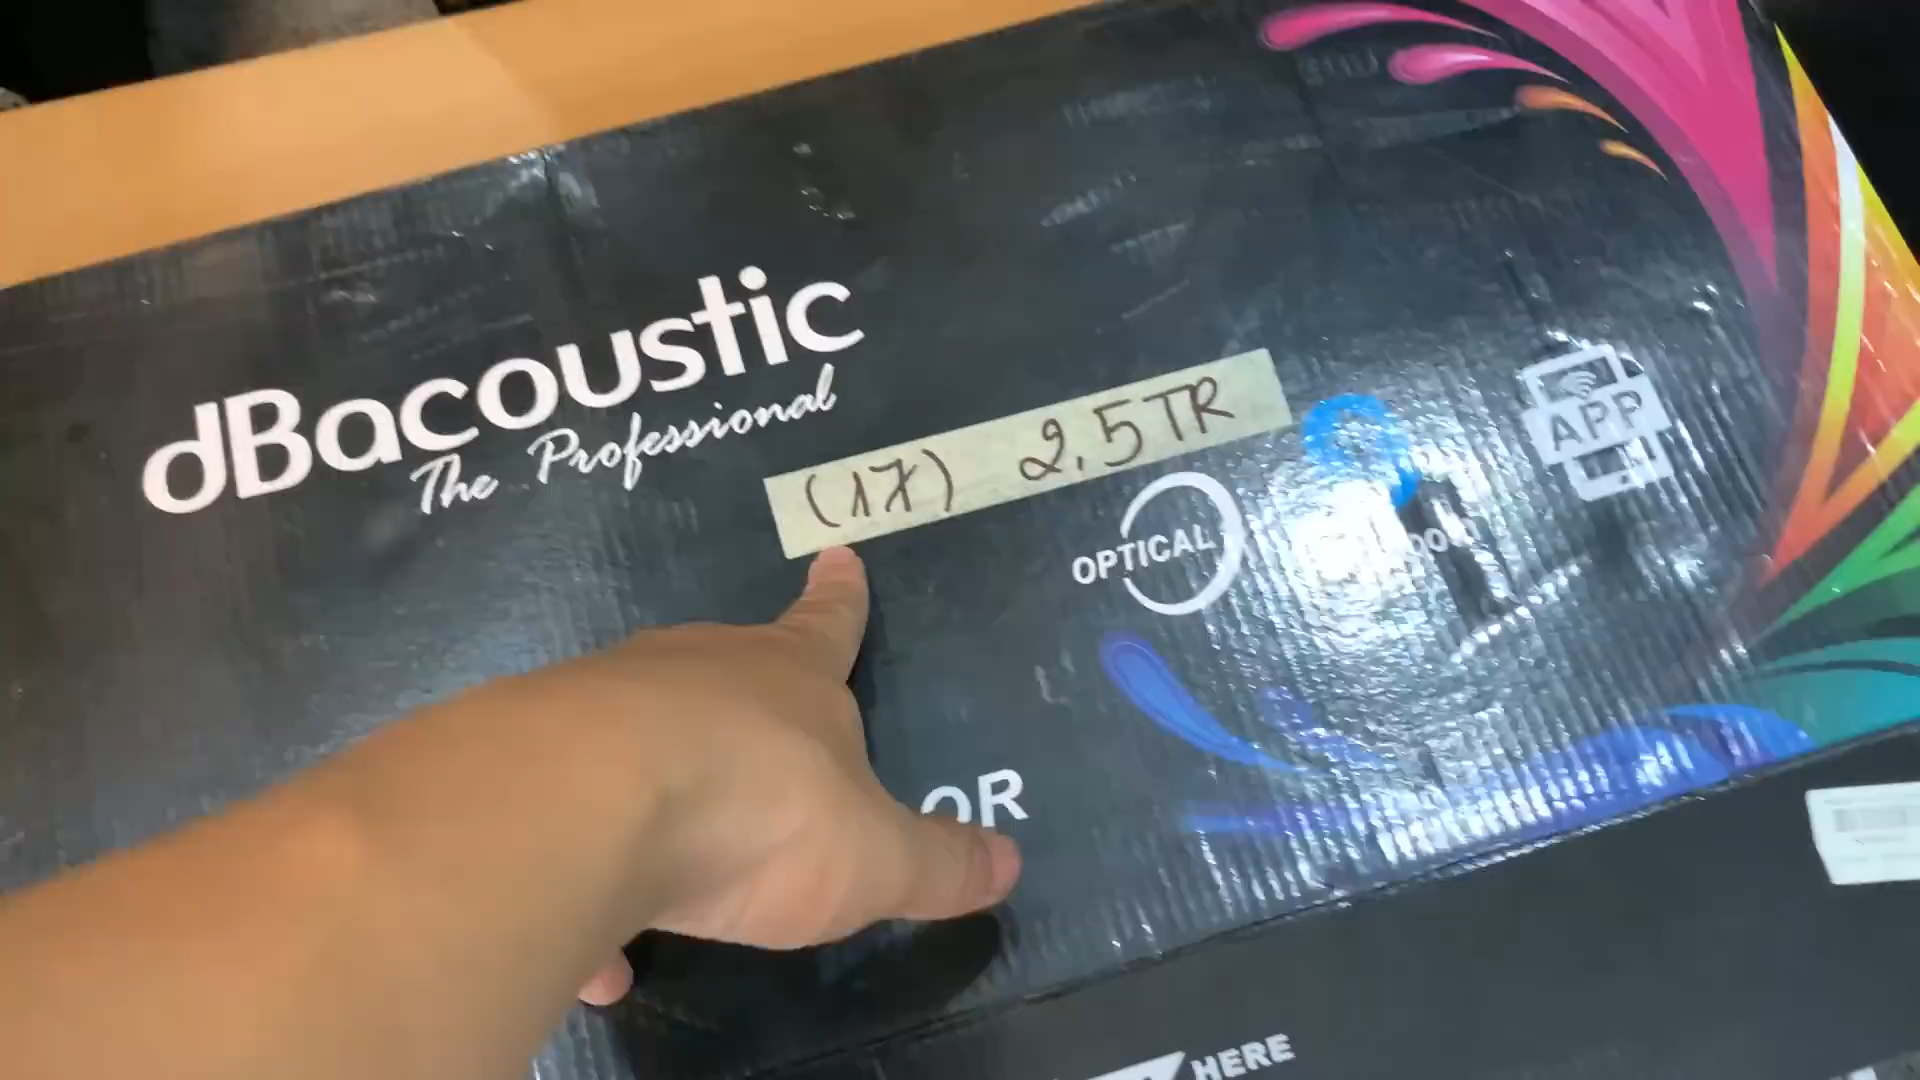 dBacoustic
The Professional
(17) 2,5TR
OPTICAL
APP
OR
HERE